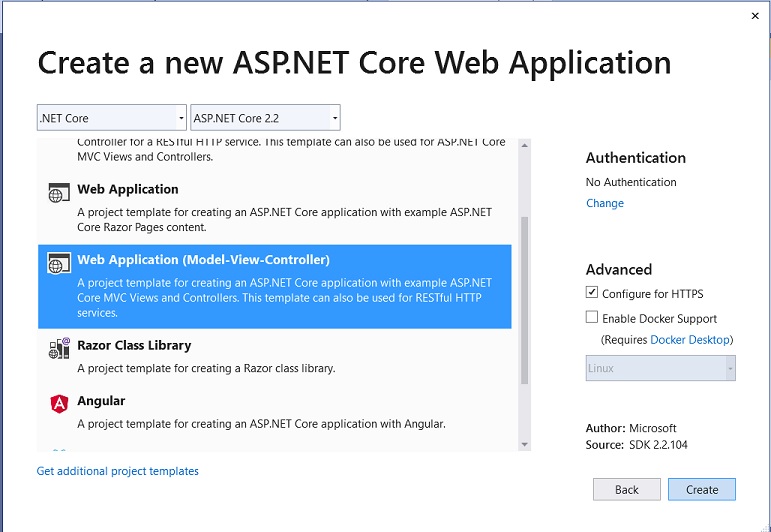 Create a new ASP.NET Core Web Application
.NET Core
ASP.NET Core 2.2
Controller for a RESTful HTTP service. This template can also be used for ASP.NET Core
MVC Views and Controllers.
Web Application
A project template for creating an ASP.NET Core application with example ASP.NET
Core Razor Pages content.
Web Application (Model-View-Controller)
A project template for creating an ASP.NET Core application with example ASP.NET
Core MVC Views and Controllers. This template can also be used for RESTful HTTP
services.
Razor Class Library
A project template for creating a Razor class library.
Angular
A project template for creating an ASP.NET Core application with Angular.
Get additional project templates
Authentication
No Authentication
Change
Advanced
Configure for HTTPS
Enable Docker Support
(Requires Docker Desktop)
Linux
Author: Microsoft
Source: SDK 2.2.104
Back
Create